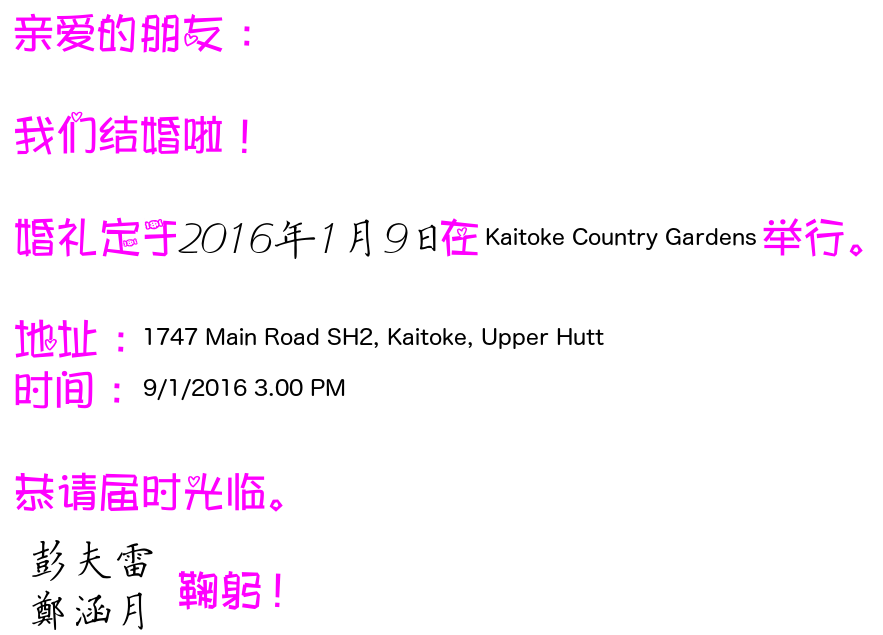 亲爱的朋友：
我们结婚啦！
婚礼定于2016年1月9日在 Kaitoke Country Gardens 举行。
地址：1747 Main Road SH2, Kaitoke, Upper Hutt
时间：9/1/2016 3.00 PM
恭请届时光临。
彭夫雷
鄭涵月 鞠躬！